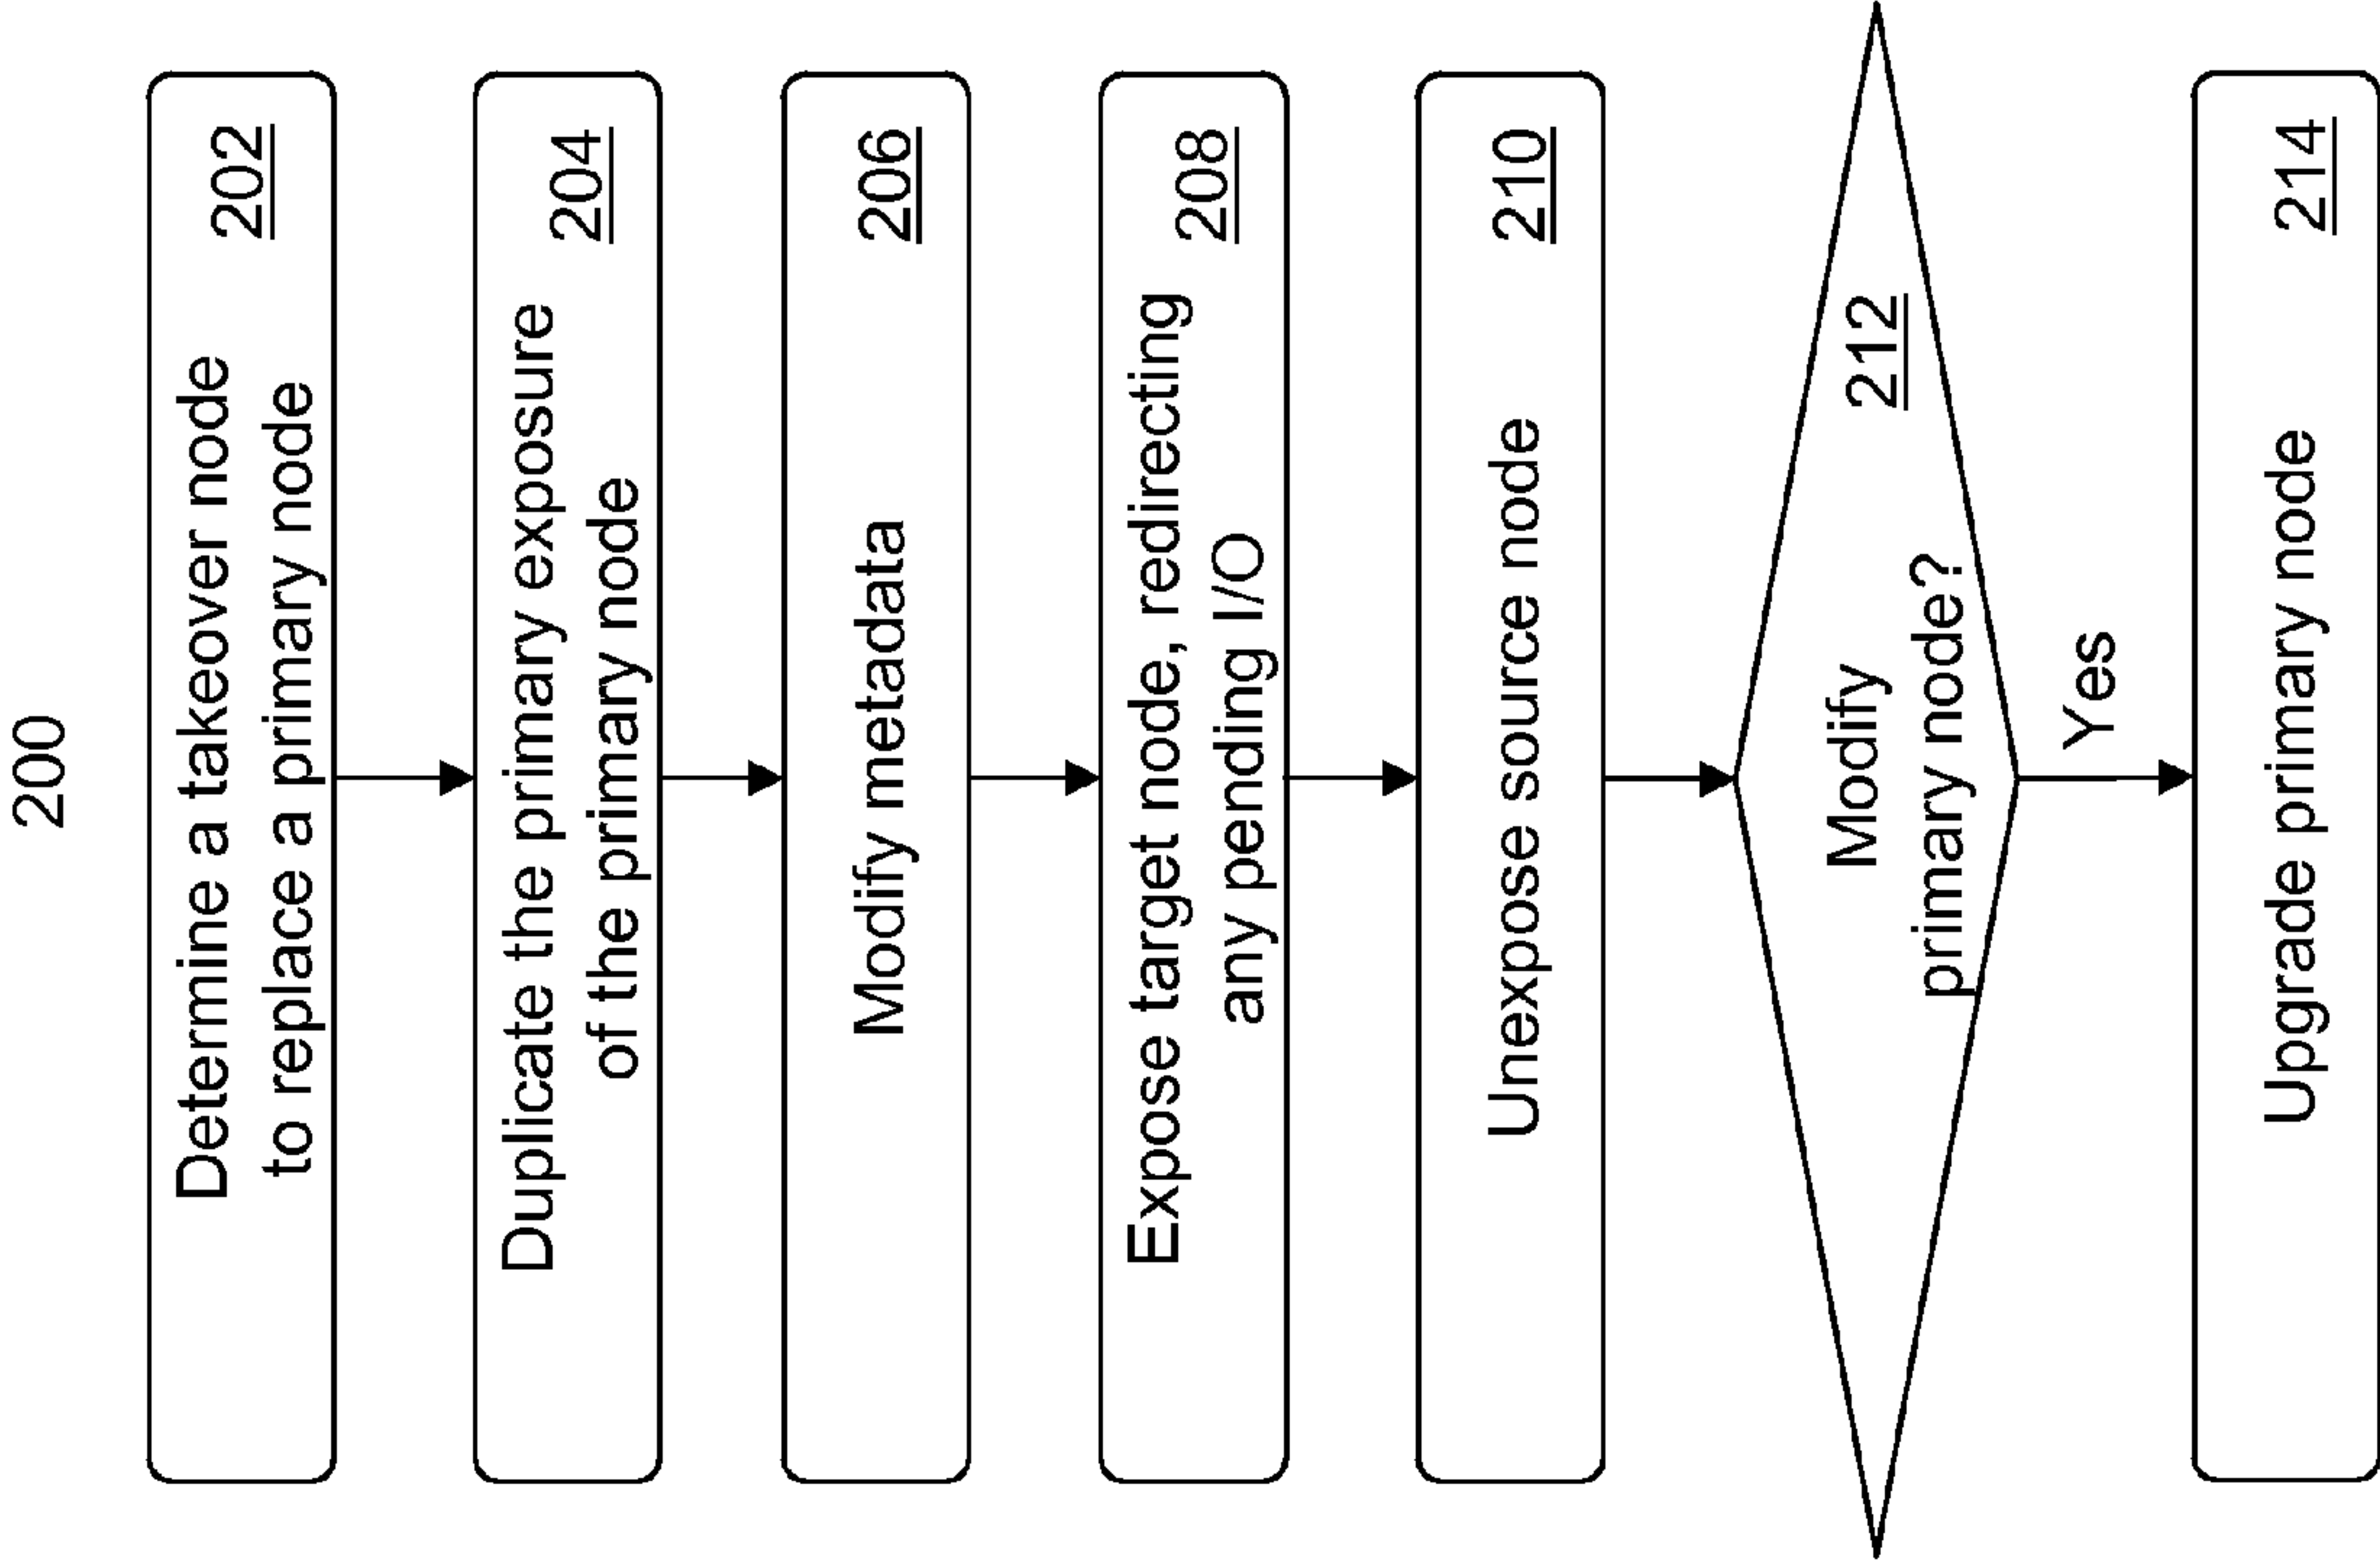 200
Determine a takeover node
to replace a primary node
202
Duplicate the primary exposure
of the primary node
204
Modify metadata
206
Expose target node, redirecting
any pending I/O
208
Unexpose source node
210
Modify
primary node?
212
Yes
Upgrade primary node
214